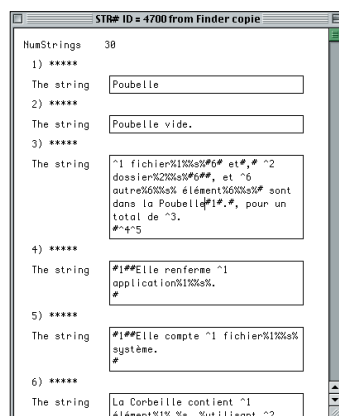 STR# ID = 4700 from Finder copie
NumStrings 30
1) *****
The string Poubelle
2) *****
The string Poubelle vide.
3) *****
The string ^1 fichier%1%%s%#6# et#,# ^2
dossier%2%%s%#6##, et ^6
autre%6%%s% élément%6%%s%# sont
dans la Poubelle#1#.#, pour un
total de ^3.
#^4^5
4) *****
The string #1##Elle renferme ^1
application%1%%s%.
#
5) *****
The string #1##Elle compte ^1 fichier%1%%s%
système.
#
6) *****
The string La Corbeille contient ^1